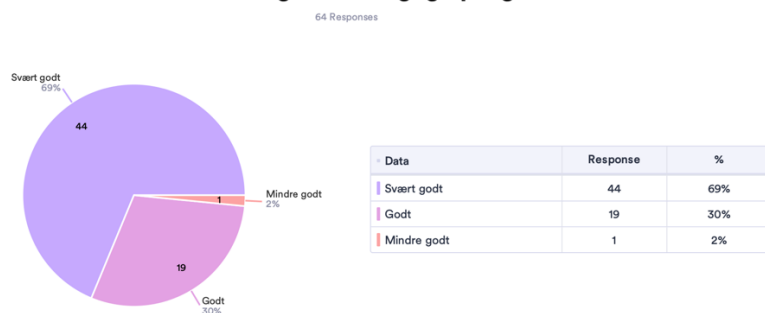 64 Responses
Svært godt
69%
44
Mindre godt
2%
1
19
Godt
30%
Data Response %
Svært godt 44 69%
Godt 19 30%
Mindre godt 1 2%